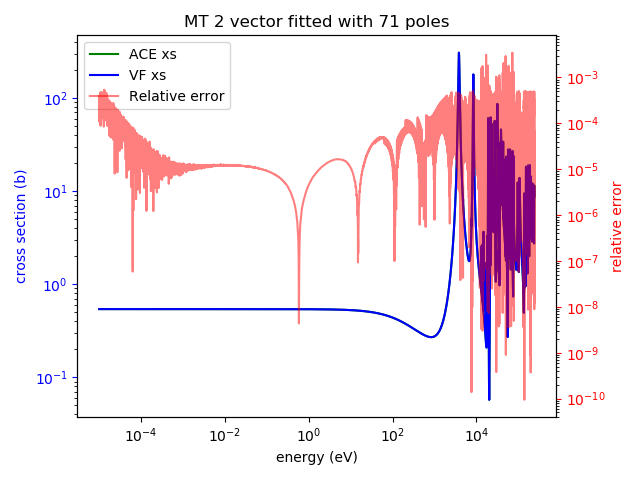 MT 2 vector fitted with 71 poles
ACE xs
VF xs
Relative error
cross section (b)
10^2
10^1
10^0
10^-1
10^-3
10^-4
10^-5
10^-6
10^-7
10^-8
10^-9
10^-10
relative error
10^-4 10^-2 10^0 10^2 10^4
energy (eV)